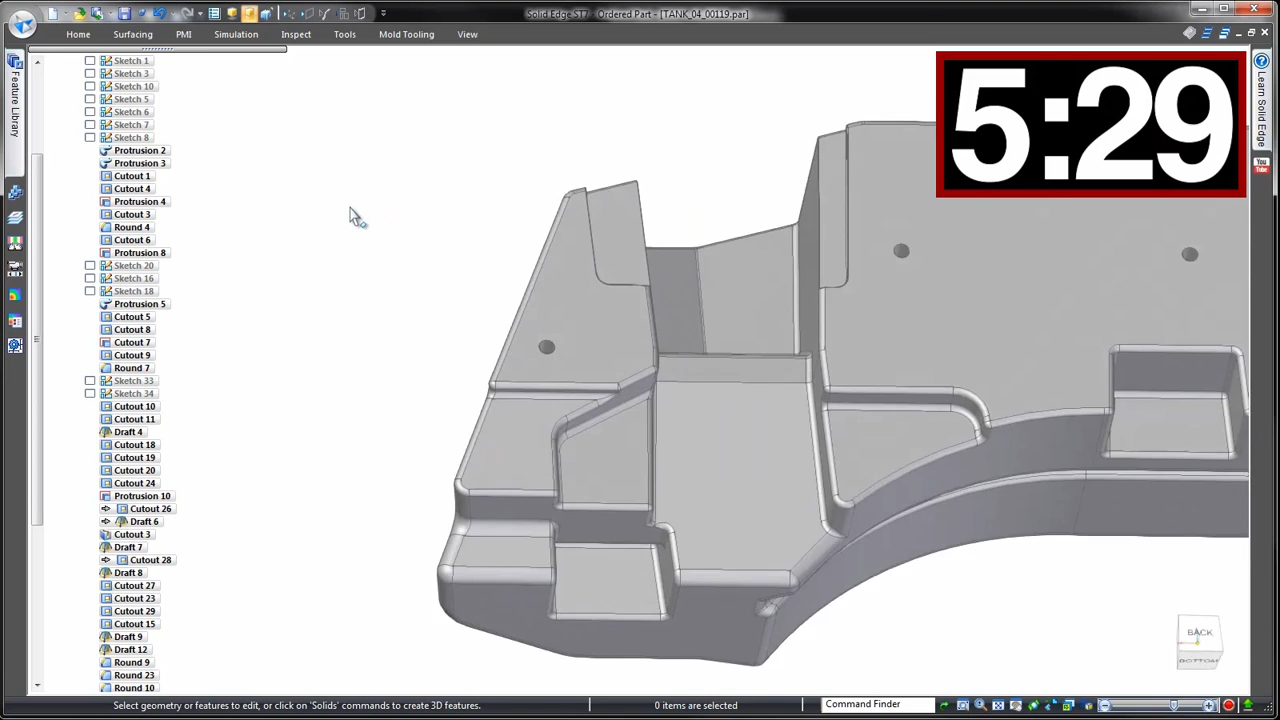 Solid Edge ST7 - Ordered Part - [TANK_04_00119.par]
Home
Surfacing
PMI
Simulation
Inspect
Tools
Mold Tooling
View
Feature Library
Sketch 1
Sketch 3
Sketch 10
Sketch 5
Sketch 6
Sketch 7
Sketch 8
Protrusion 2
Protrusion 3
Cutout 1
Cutout 4
Protrusion 4
Cutout 3
Round 4
Cutout 6
Protrusion 8
Sketch 20
Sketch 16
Sketch 18
Protrusion 5
Cutout 5
Cutout 8
Cutout 7
Cutout 9
Round 7
Sketch 33
Sketch 34
Cutout 10
Cutout 11
Draft 4
Cutout 18
Cutout 19
Cutout 20
Cutout 24
Protrusion 10
Cutout 26
Draft 6
Cutout 3
Draft 7
Cutout 28
Draft 8
Cutout 27
Cutout 23
Cutout 29
Cutout 15
Draft 9
Draft 12
Round 9
Round 23
Round 10
5:29
Learn Solid Edge
You
Tube
BACK
BOTTOM
Select geometry or features to edit, or click on 'Solids' commands to create 3D features.
0 items are selected
Command Finder